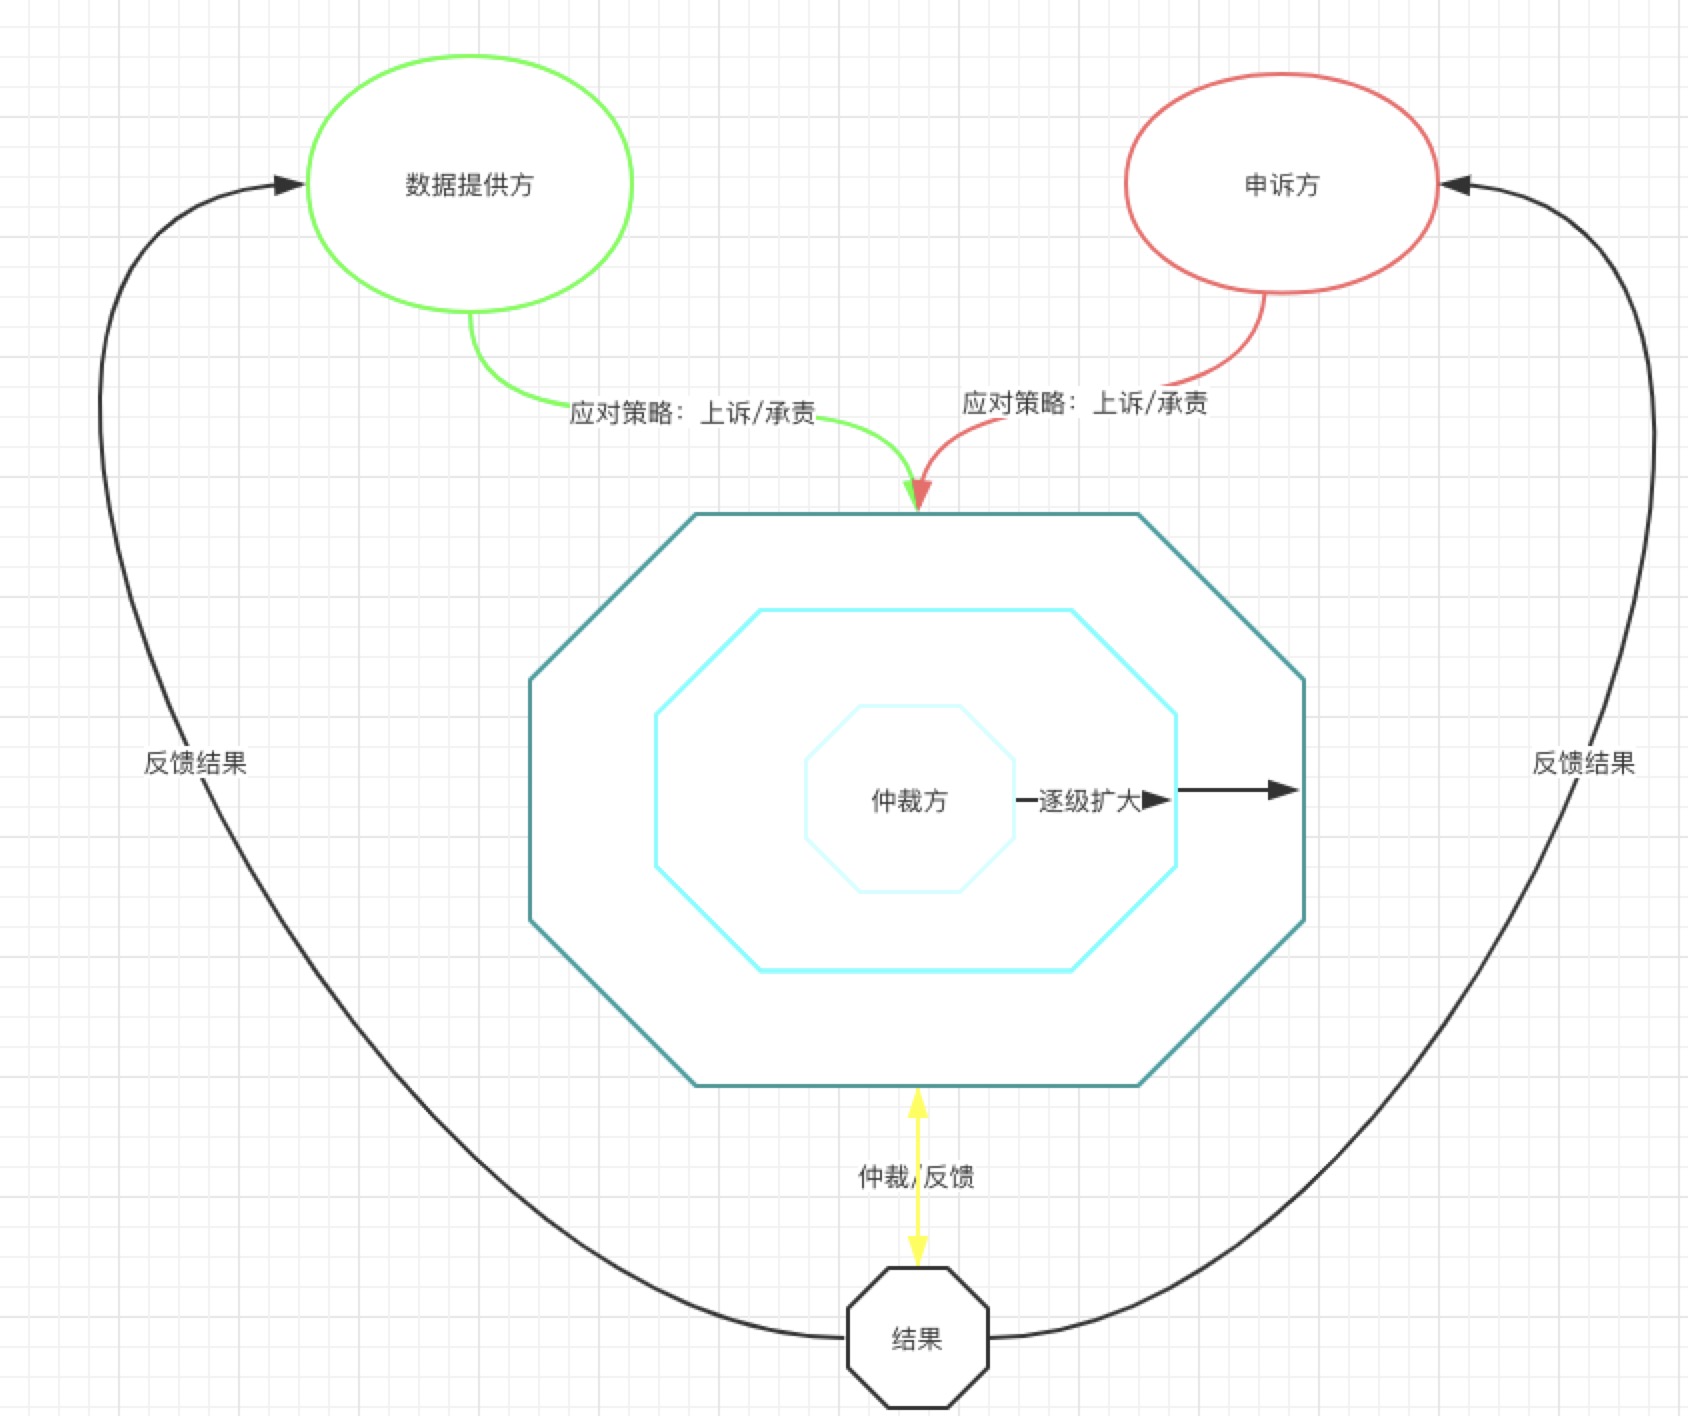 数据提供方
申诉方
应对策略：上诉/承责
应对策略：上诉/承责
反馈结果
反馈结果
仲裁方
逐级扩大
仲裁/反馈
结果